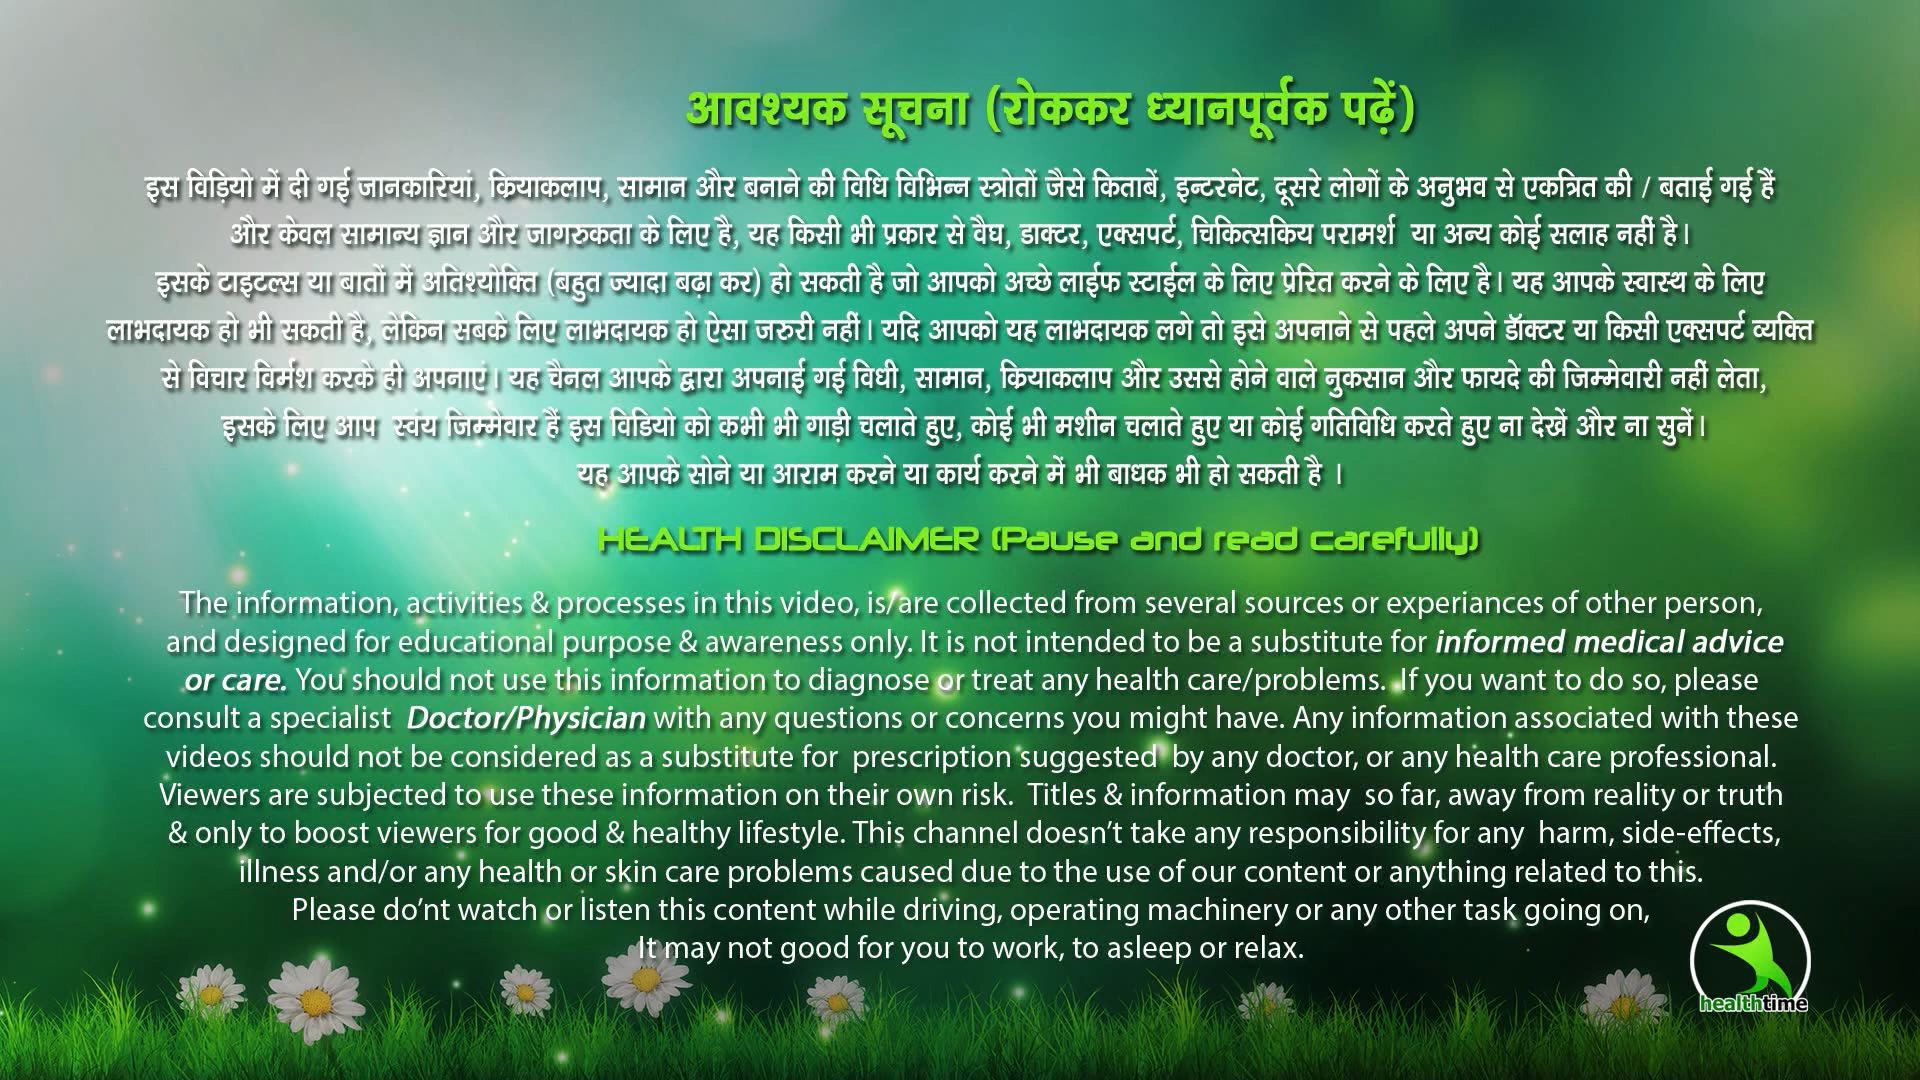 आवश्यक सूचना (रोककर ध्यानपूर्वक पढ़ें)
इस विड़ियो में दी गई जानकारियां, क्रियाकलाप, सामान और बनाने की विधि विभिन्न स्त्रोतों जैसे किताबें, इन्टरनेट, दूसरे लोगों के अनुभव से एकत्रित की / बताई गई हैं
और केवल सामान्य ज्ञान और जागरुकता के लिए है, यह किसी भी प्रकार से वैघ, डाक्टर, एक्सपर्ट, चिकित्सकिय परामर्श या अन्य कोई सलाह नहीं है।
इसके टाइटल्स या बातों में अतिश्योक्ति (बहुत ज्यादा बढ़ा कर) हो सकती है जो आपको अच्छे लाईफ स्टाईल के लिए प्रेरित करने के लिए है। यह आपके स्वास्थ के लिए
लाभदायक हो भी सकती है, लेकिन सबके लिए लाभदायक हो ऐसा जरुरी नहीं। यदि आपको यह लाभदायक लगे तो इसे अपनाने से पहले अपने डॉक्टर या किसी एक्सपर्ट व्यक्ति
से विचार विर्मश करके ही अपनाएं। यह चैनल आपके द्वारा अपनाई गई विधी, सामान, क्रियाकलाप और उससे होने वाले नुकसान और फायदे की जिम्मेवारी नहीं लेता,
इसके लिए आप स्वंय जिम्मेवार हैं इस विडियो को कभी भी गाड़ी चलाते हुए, कोई भी मशीन चलाते हुए या कोई गतिविधि करते हुए ना देखें और ना सुनें।
यह आपके सोने या आराम करने या कार्य करने में भी बाधक भी हो सकती है ।
HEALTH DISCLAIMER (Pause and read carefully)
The information, activities & processes in this video, is/are collected from several sources or experiances of other person,
and designed for educational purpose & awareness only. It is not intended to be a substitute for informed medical advice
or care. You should not use this information to diagnose or treat any health care/problems. If you want to do so, please
consult a specialist Doctor/Physician with any questions or concerns you might have. Any information associated with these
videos should not be considered as a substitute for prescription suggested by any doctor, or any health care professional.
Viewers are subjected to use these information on their own risk. Titles & information may so far, away from reality or truth
& only to boost viewers for good & healthy lifestyle. This channel doesn't take any responsibility for any harm, side-effects,
illness and/or any health or skin care problems caused due to the use of our content or anything related to this.
Please do'nt watch or listen this content while driving, operating machinery or any other task going on,
It may not good for you to work, to asleep or relax.
healthtime